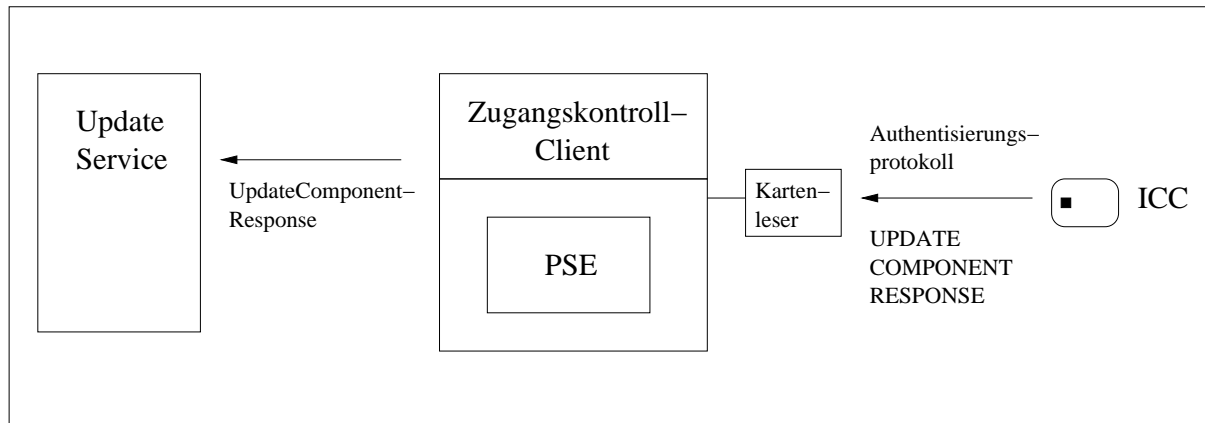 Update
Service
UpdateComponent–
Response
Zugangskontroll–
Client
PSE
Karten–
leser
Authentisierungs–
protokoll
UPDATE
COMPONENT
RESPONSE
ICC